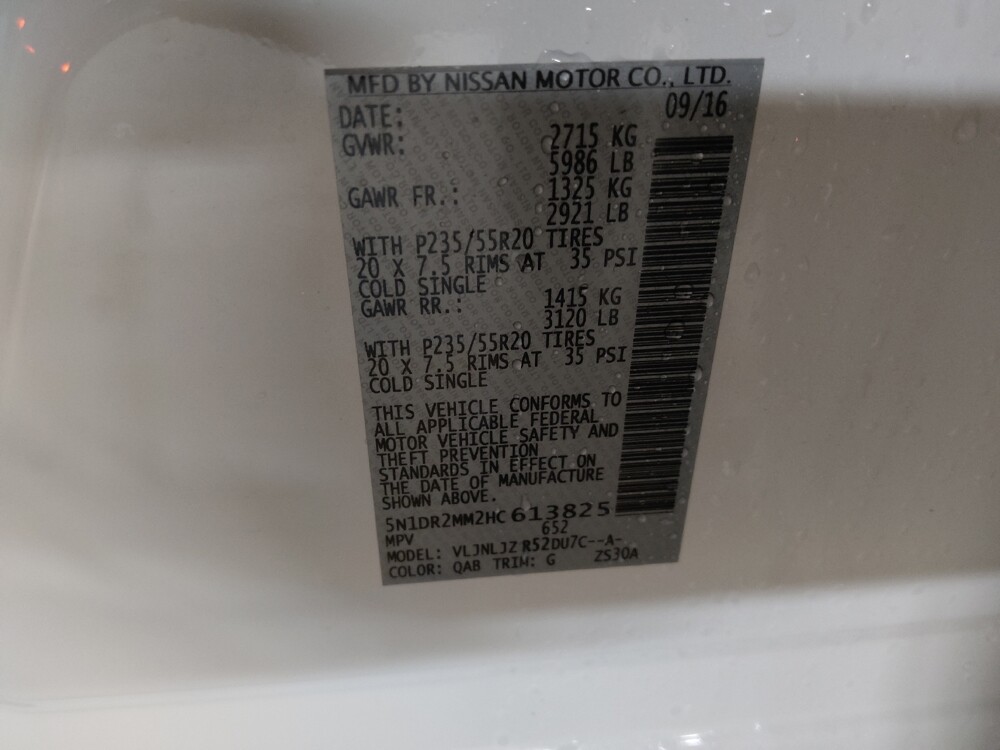 MFD BY NISSAN MOTOR CO., LTD.
DATE: 09/16
GVWR: 2715 KG
5986 LB
GAWR FR.: 1325 KG
2921 LB
WITH P235/55R20 TIRES
20 X 7.5 RIMS AT 35 PSI
COLD SINGLE
GAWR RR.: 1415 KG
3120 LB
WITH P235/55R20 TIRES
20 X 7.5 RIMS AT 35 PSI
COLD SINGLE
THIS VEHICLE CONFORMS TO
ALL APPLICABLE FEDERAL
MOTOR VEHICLE SAFETY AND
THEFT PREVENTION
STANDARDS IN EFFECT ON
THE DATE OF MANUFACTURE
SHOWN ABOVE.
5N1DR2MM2HC613825
MPV 652
MODEL: VLJNLJZ R52DU7C--A-
COLOR: QAB TRIM: G ZS30A